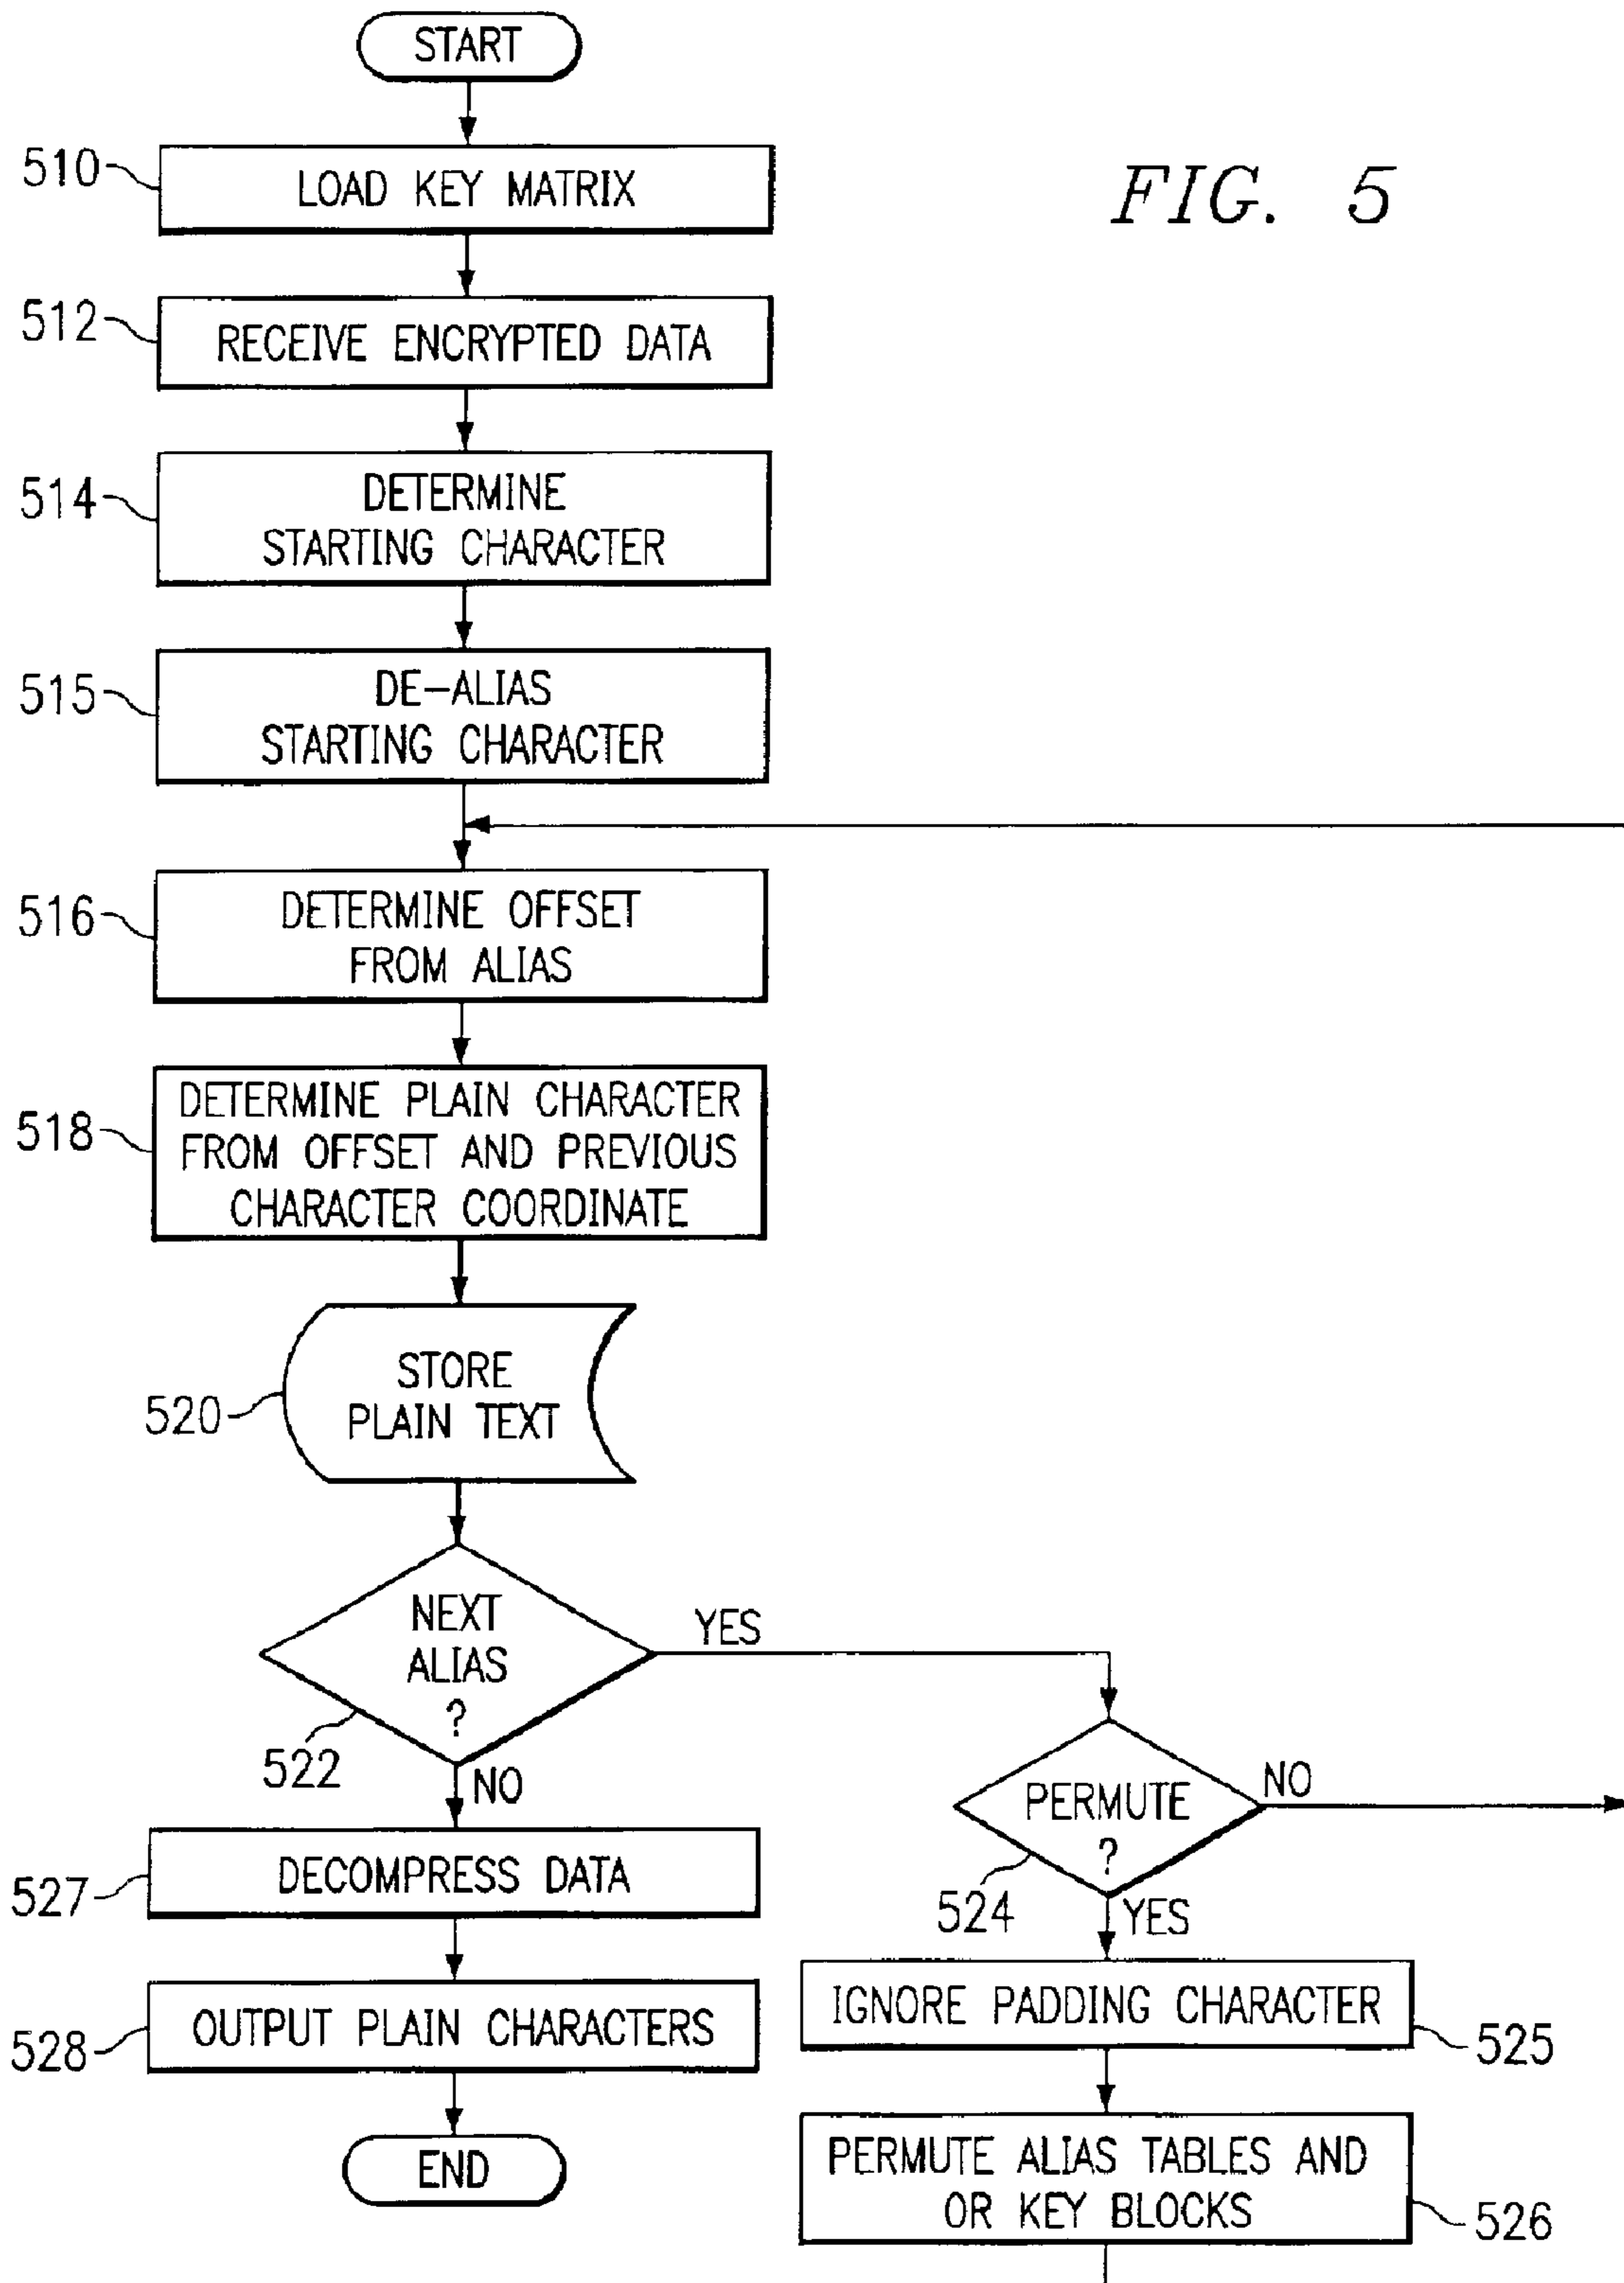 START
FIG. 5
510
LOAD KEY MATRIX
512
RECEIVE ENCRYPTED DATA
514
DETERMINE
STARTING CHARACTER
515
DE-ALIAS
STARTING CHARACTER
516
DETERMINE OFFSET
FROM ALIAS
518
DETERMINE PLAIN CHARACTER
FROM OFFSET AND PREVIOUS
CHARACTER COORDINATE
520
STORE
PLAIN TEXT
NEXT
ALIAS
?
522
YES
NO
PERMUTE
?
524
NO
YES
527
DECOMPRESS DATA
IGNORE PADDING CHARACTER
525
528
OUTPUT PLAIN CHARACTERS
PERMUTE ALIAS TABLES AND
OR KEY BLOCKS
526
END